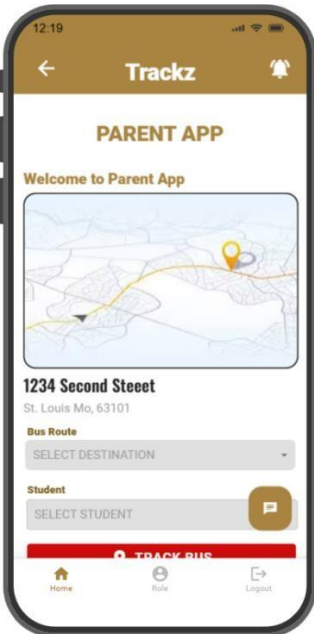 12:19
Trackz
PARENT APP
Welcome to Parent App
1234 Second Steeet
St. Louis Mo, 63101
Bus Route
SELECT DESTINATION
Student
SELECT STUDENT
TRACK BUS
Home
Role
Logout